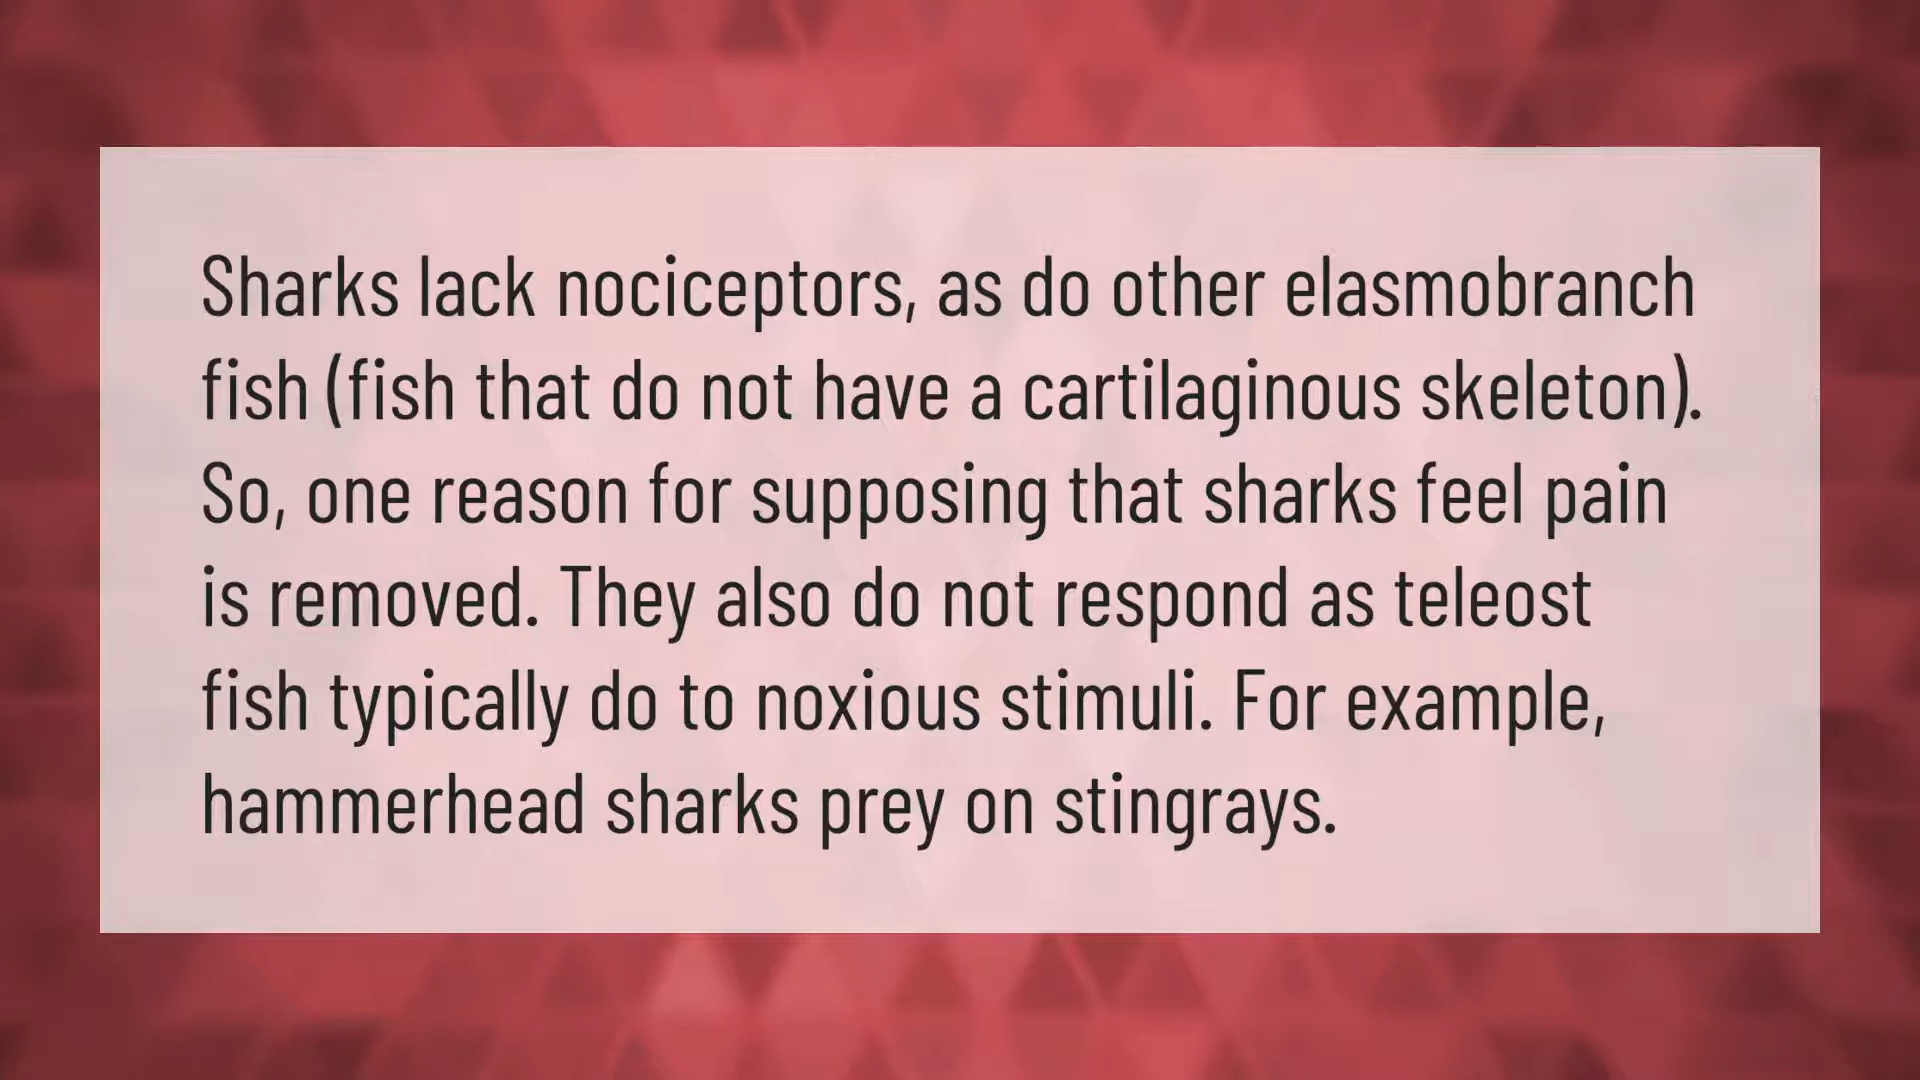 Sharks lack nociceptors, as do other elasmobranch
fish (fish that do not have a cartilaginous skeleton).
So, one reason for supposing that sharks feel pain
is removed. They also do not respond as teleost
fish typically do to noxious stimuli. For example,
hammerhead sharks prey on stingrays.